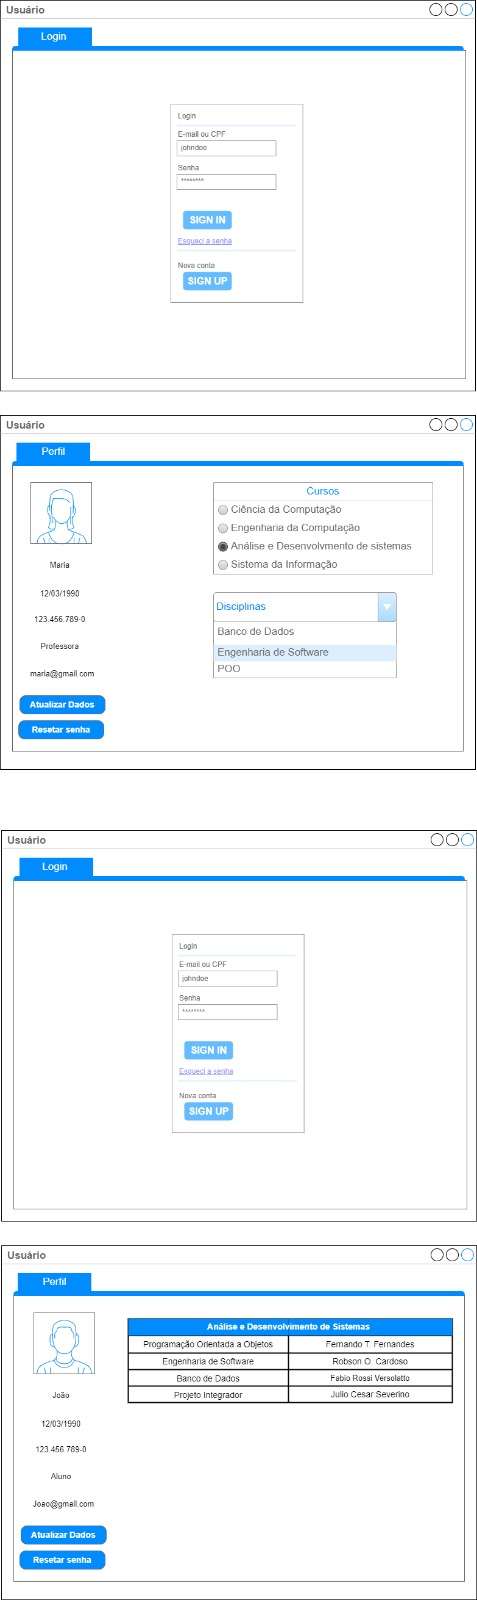 Usuário
Login
Login
E-mail ou CPF
johndoe
Senha
********
SIGN IN
Esqueci a senha
Nova conta
SIGN UP
Usuário
Perfil
Maria
12/03/1990
123.456.789-0
Professora
maria@gmail.com
Atualizar Dados
Resetar senha
Cursos
Ciência da Computação
Engenharia da Computação
Análise e Desenvolvmento de sistemas
Sistema da Informação
Disciplinas
Banco de Dados
Engenharia de Software
POO
Usuário
Login
Login
E-mail ou CPF
johndoe
Senha
********
SIGN IN
Esqueci a senha
Nova conta
SIGN UP
Usuário
Perfil
João
12/03/1990
123.456.789-0
Aluno
Joao@gmail.com
Atualizar Dados
Resetar senha
Análise e Desenvolvimento de Sistemas
Programação Orientada a Objetos Fernando T. Fernandes
Engenharia de Software Robson O. Cardoso
Banco de Dados Fabio Rossi Versolatto
Projeto Integrador Julio Cesar Severino